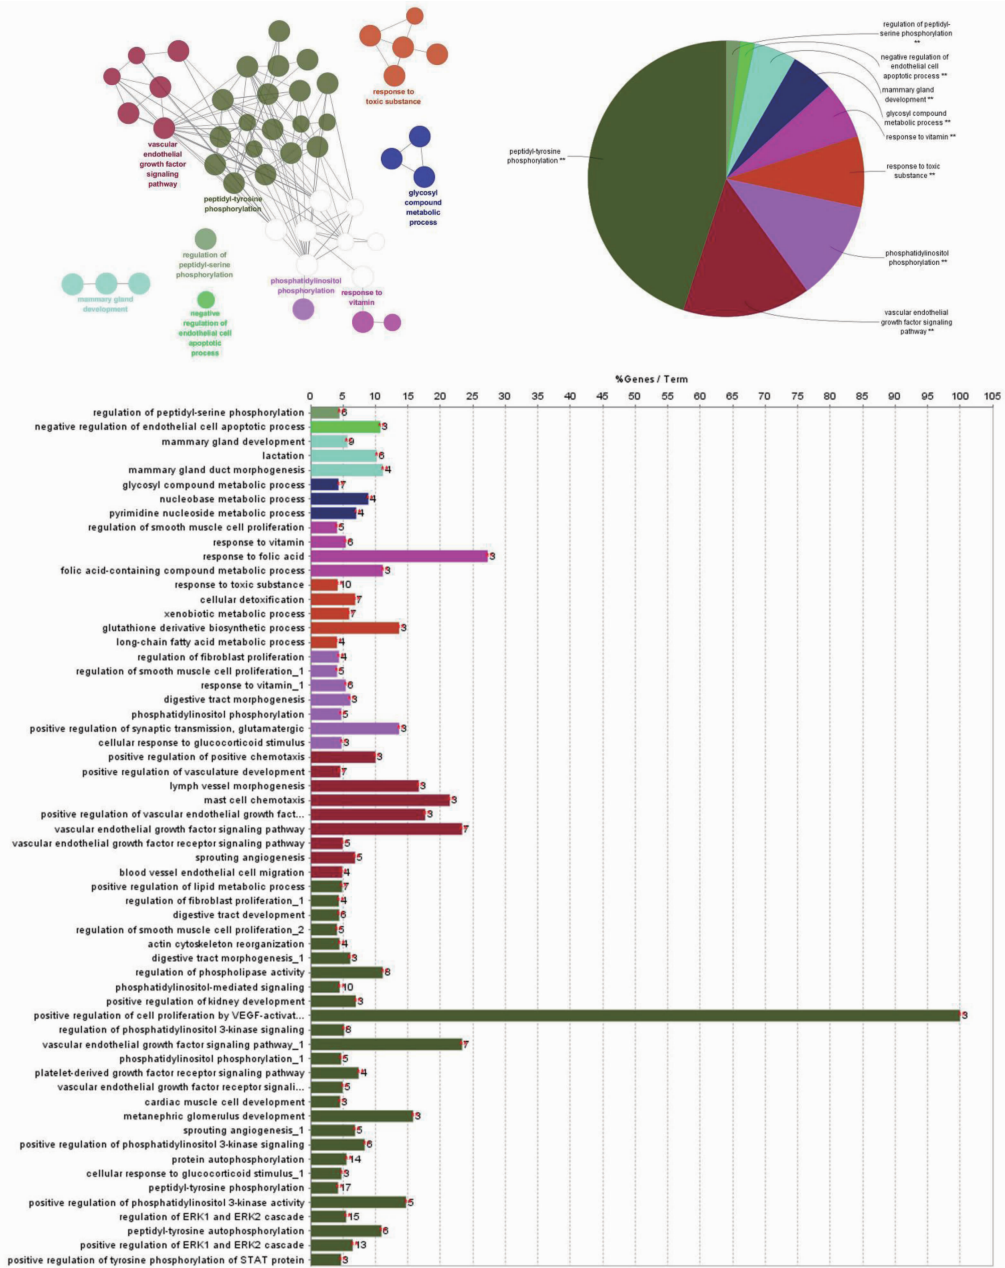 response to
toxic substance
vascular
endothelial
growth factor
signaling
pathway
glycosyl
compound
metabolic
process
peptidyl-tyrosine
phosphorylation
regulation of
peptidyl-serine
phosphorylation
phosphatidylinositol
phosphorylation
response to
vitamin
mammary gland
development
negative
regulation of
endothelial cell
apoptotic
process
regulation of peptidyl-
serine phosphorylation
**
negative regulation of
endothelial cell
apoptotic process **
mammary gland
development **
glycosyl compound
metabolic process **
response to vitamin **
response to toxic
substance **
phosphatidylinositol
phosphorylation **
vascular endothelial
growth factor signaling
pathway **
peptidyl-tyrosine
phosphorylation **
%Genes / Term
0 5 10 15 20 25 30 35 40 45 50 55 60 65 70 75 80 85 90 95 100 105
regulation of peptidyl-serine phosphorylation *6
negative regulation of endothelial cell apoptotic process *3
mammary gland development *9
lactation *6
mammary gland duct morphogenesis *4
glycosyl compound metabolic process *7
nucleobase metabolic process *4
pyrimidine nucleoside metabolic process *4
regulation of smooth muscle cell proliferation *5
response to vitamin *6
response to folic acid *3
folic acid-containing compound metabolic process *3
response to toxic substance *10
cellular detoxification *7
xenobiotic metabolic process *7
glutathione derivative biosynthetic process *3
long-chain fatty acid metabolic process *4
regulation of fibroblast proliferation *4
regulation of smooth muscle cell proliferation_1 *5
response to vitamin_1 *6
digestive tract morphogenesis *3
phosphatidylinositol phosphorylation *5
positive regulation of synaptic transmission, glutamatergic *3
cellular response to glucocorticoid stimulus *3
positive regulation of positive chemotaxis *3
positive regulation of vasculature development *7
lymph vessel morphogenesis *3
mast cell chemotaxis *3
positive regulation of vascular endothelial growth fact... *3
vascular endothelial growth factor signaling pathway *7
vascular endothelial growth factor receptor signaling pathway *5
sprouting angiogenesis *5
blood vessel endothelial cell migration *4
positive regulation of lipid metabolic process *7
regulation of fibroblast proliferation_1 *4
digestive tract development *6
regulation of smooth muscle cell proliferation_2 *5
actin cytoskeleton reorganization *4
digestive tract morphogenesis_1 *3
regulation of phospholipase activity *8
phosphatidylinositol-mediated signaling *10
positive regulation of kidney development *3
positive regulation of cell proliferation by VEGF-activat... *3
regulation of phosphatidylinositol 3-kinase signaling *8
vascular endothelial growth factor signaling pathway_1 *7
phosphatidylinositol phosphorylation_1 *5
platelet-derived growth factor receptor signaling pathway *4
vascular endothelial growth factor receptor signali... *5
cardiac muscle cell development *3
metanephric glomerulus development *3
sprouting angiogenesis_1 *5
positive regulation of phosphatidylinositol 3-kinase signaling *6
protein autophosphorylation *14
cellular response to glucocorticoid stimulus_1 *3
peptidyl-tyrosine phosphorylation *17
positive regulation of phosphatidylinositol 3-kinase activity *5
regulation of ERK1 and ERK2 cascade *15
peptidyl-tyrosine autophosphorylation *6
positive regulation of ERK1 and ERK2 cascade *13
positive regulation of tyrosine phosphorylation of STAT protein *3